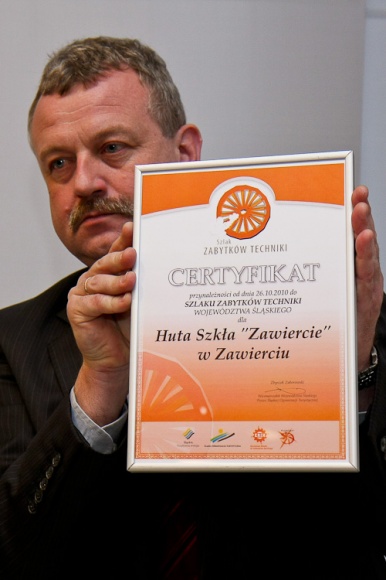 Szlak
ZABYTKÓW TECHNIKI
CERTYFIKAT
przynależności od dnia 26.10.2010 do
SZLAKU ZABYTKÓW TECHNIKI
WOJEWÓDZTWA ŚLĄSKIEGO
dla
Huta Szkła "Zawiercie"
w Zawierciu